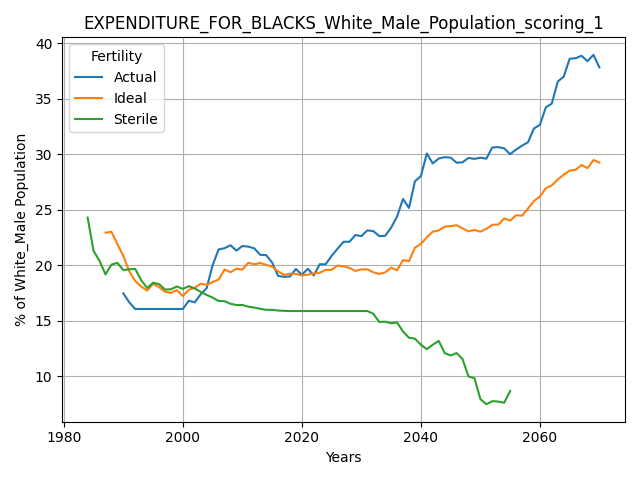 EXPENDITURE_FOR_BLACKS_White_Male_Population_scoring_1
Fertility
Actual
Ideal
Sterile
% of White_Male Population
40
35
30
25
20
15
10
1980
2000
2020
2040
2060
Years